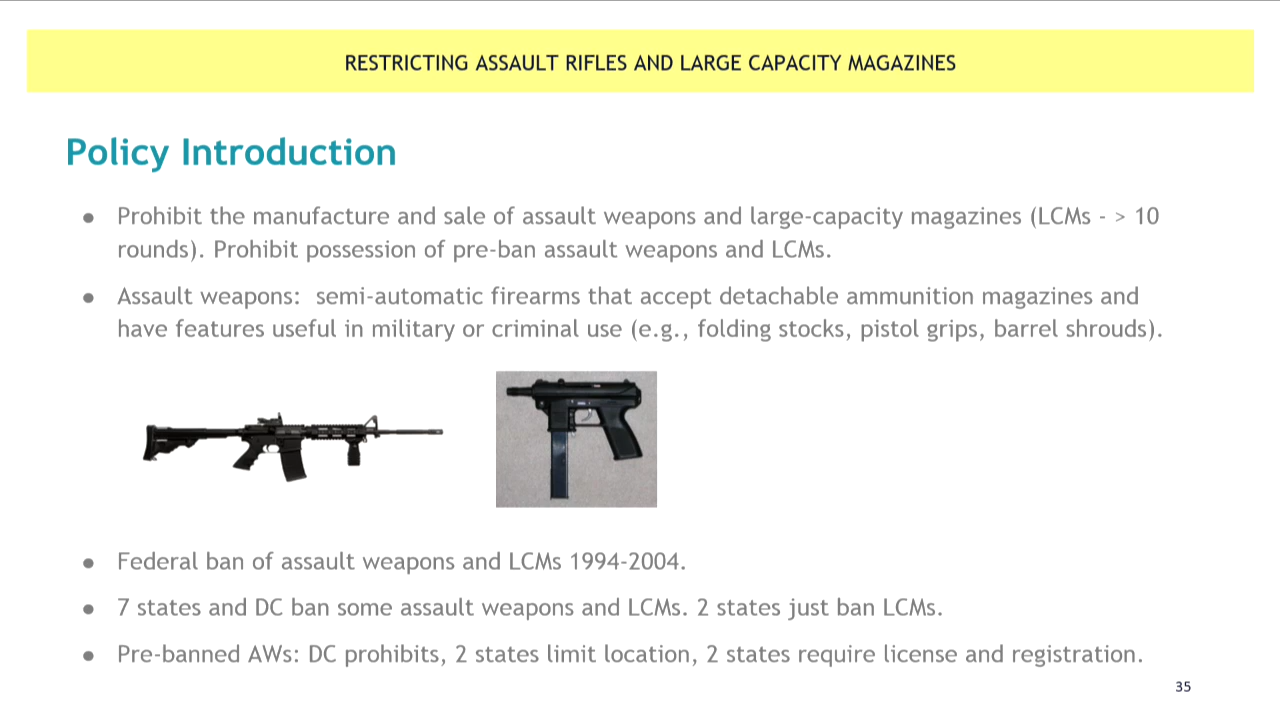 RESTRICTING ASSAULT RIFLES AND LARGE CAPACITY MAGAZINES
Policy Introduction
● Prohibit the manufacture and sale of assault weapons and large-capacity magazines (LCMs - > 10
rounds). Prohibit possession of pre-ban assault weapons and LCMs.
● Assault weapons:  semi-automatic firearms that accept detachable ammunition magazines and
have features useful in military or criminal use (e.g., folding stocks, pistol grips, barrel shrouds).
● Federal ban of assault weapons and LCMs 1994-2004.
● 7 states and DC ban some assault weapons and LCMs. 2 states just ban LCMs.
● Pre-banned AWs: DC prohibits, 2 states limit location, 2 states require license and registration.
35